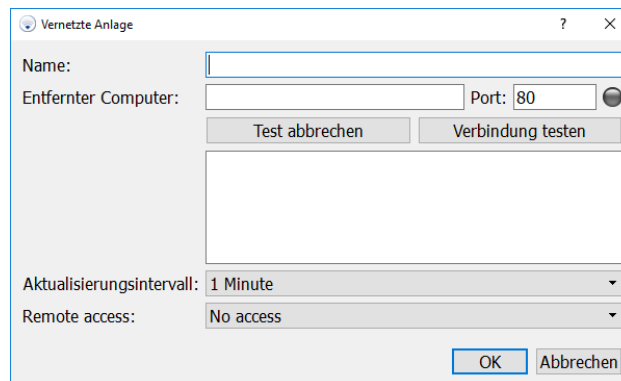 Vernetzte Anlage ?
Name:
Entfernter Computer: Port: 80
Test abbrechen Verbindung testen
Aktualisierungsintervall: 1 Minute
Remote access: No access
OK Abbrechen